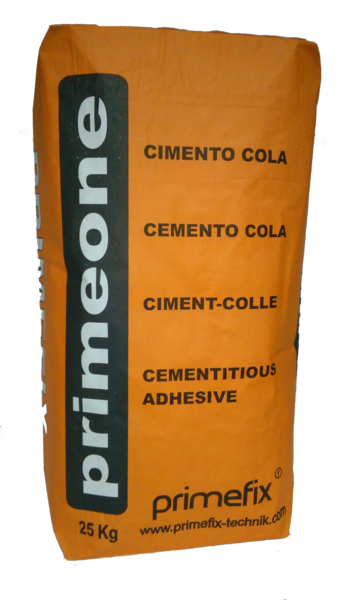 primeone
CIMENTO COLA
CEMENTO COLA
CIMENT-COLLE
CEMENTITIOUS
ADHESIVE
primefix©
25 Kg
www.primefix-technik.com